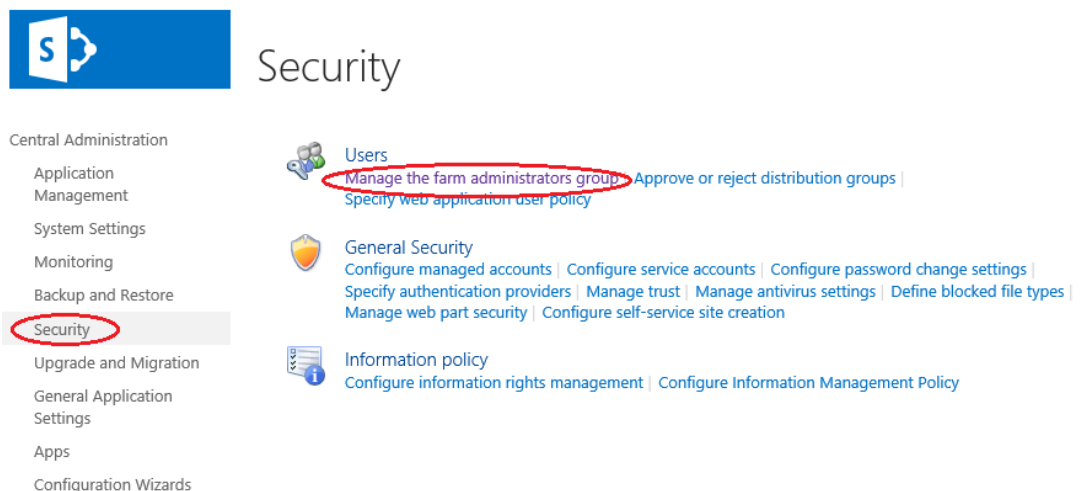 S
Security
Central Administration
Application
Management
System Settings
Monitoring
Backup and Restore
Security
Upgrade and Migration
General Application
Settings
Apps
Configuration Wizards
Users
Manage the farm administrators group | Approve or reject distribution groups |
Specify web application user policy
General Security
Configure managed accounts | Configure service accounts | Configure password change settings |
Specify authentication providers | Manage trust | Manage antivirus settings | Define blocked file types |
Manage web part security | Configure self-service site creation
Information policy
Configure information rights management | Configure Information Management Policy